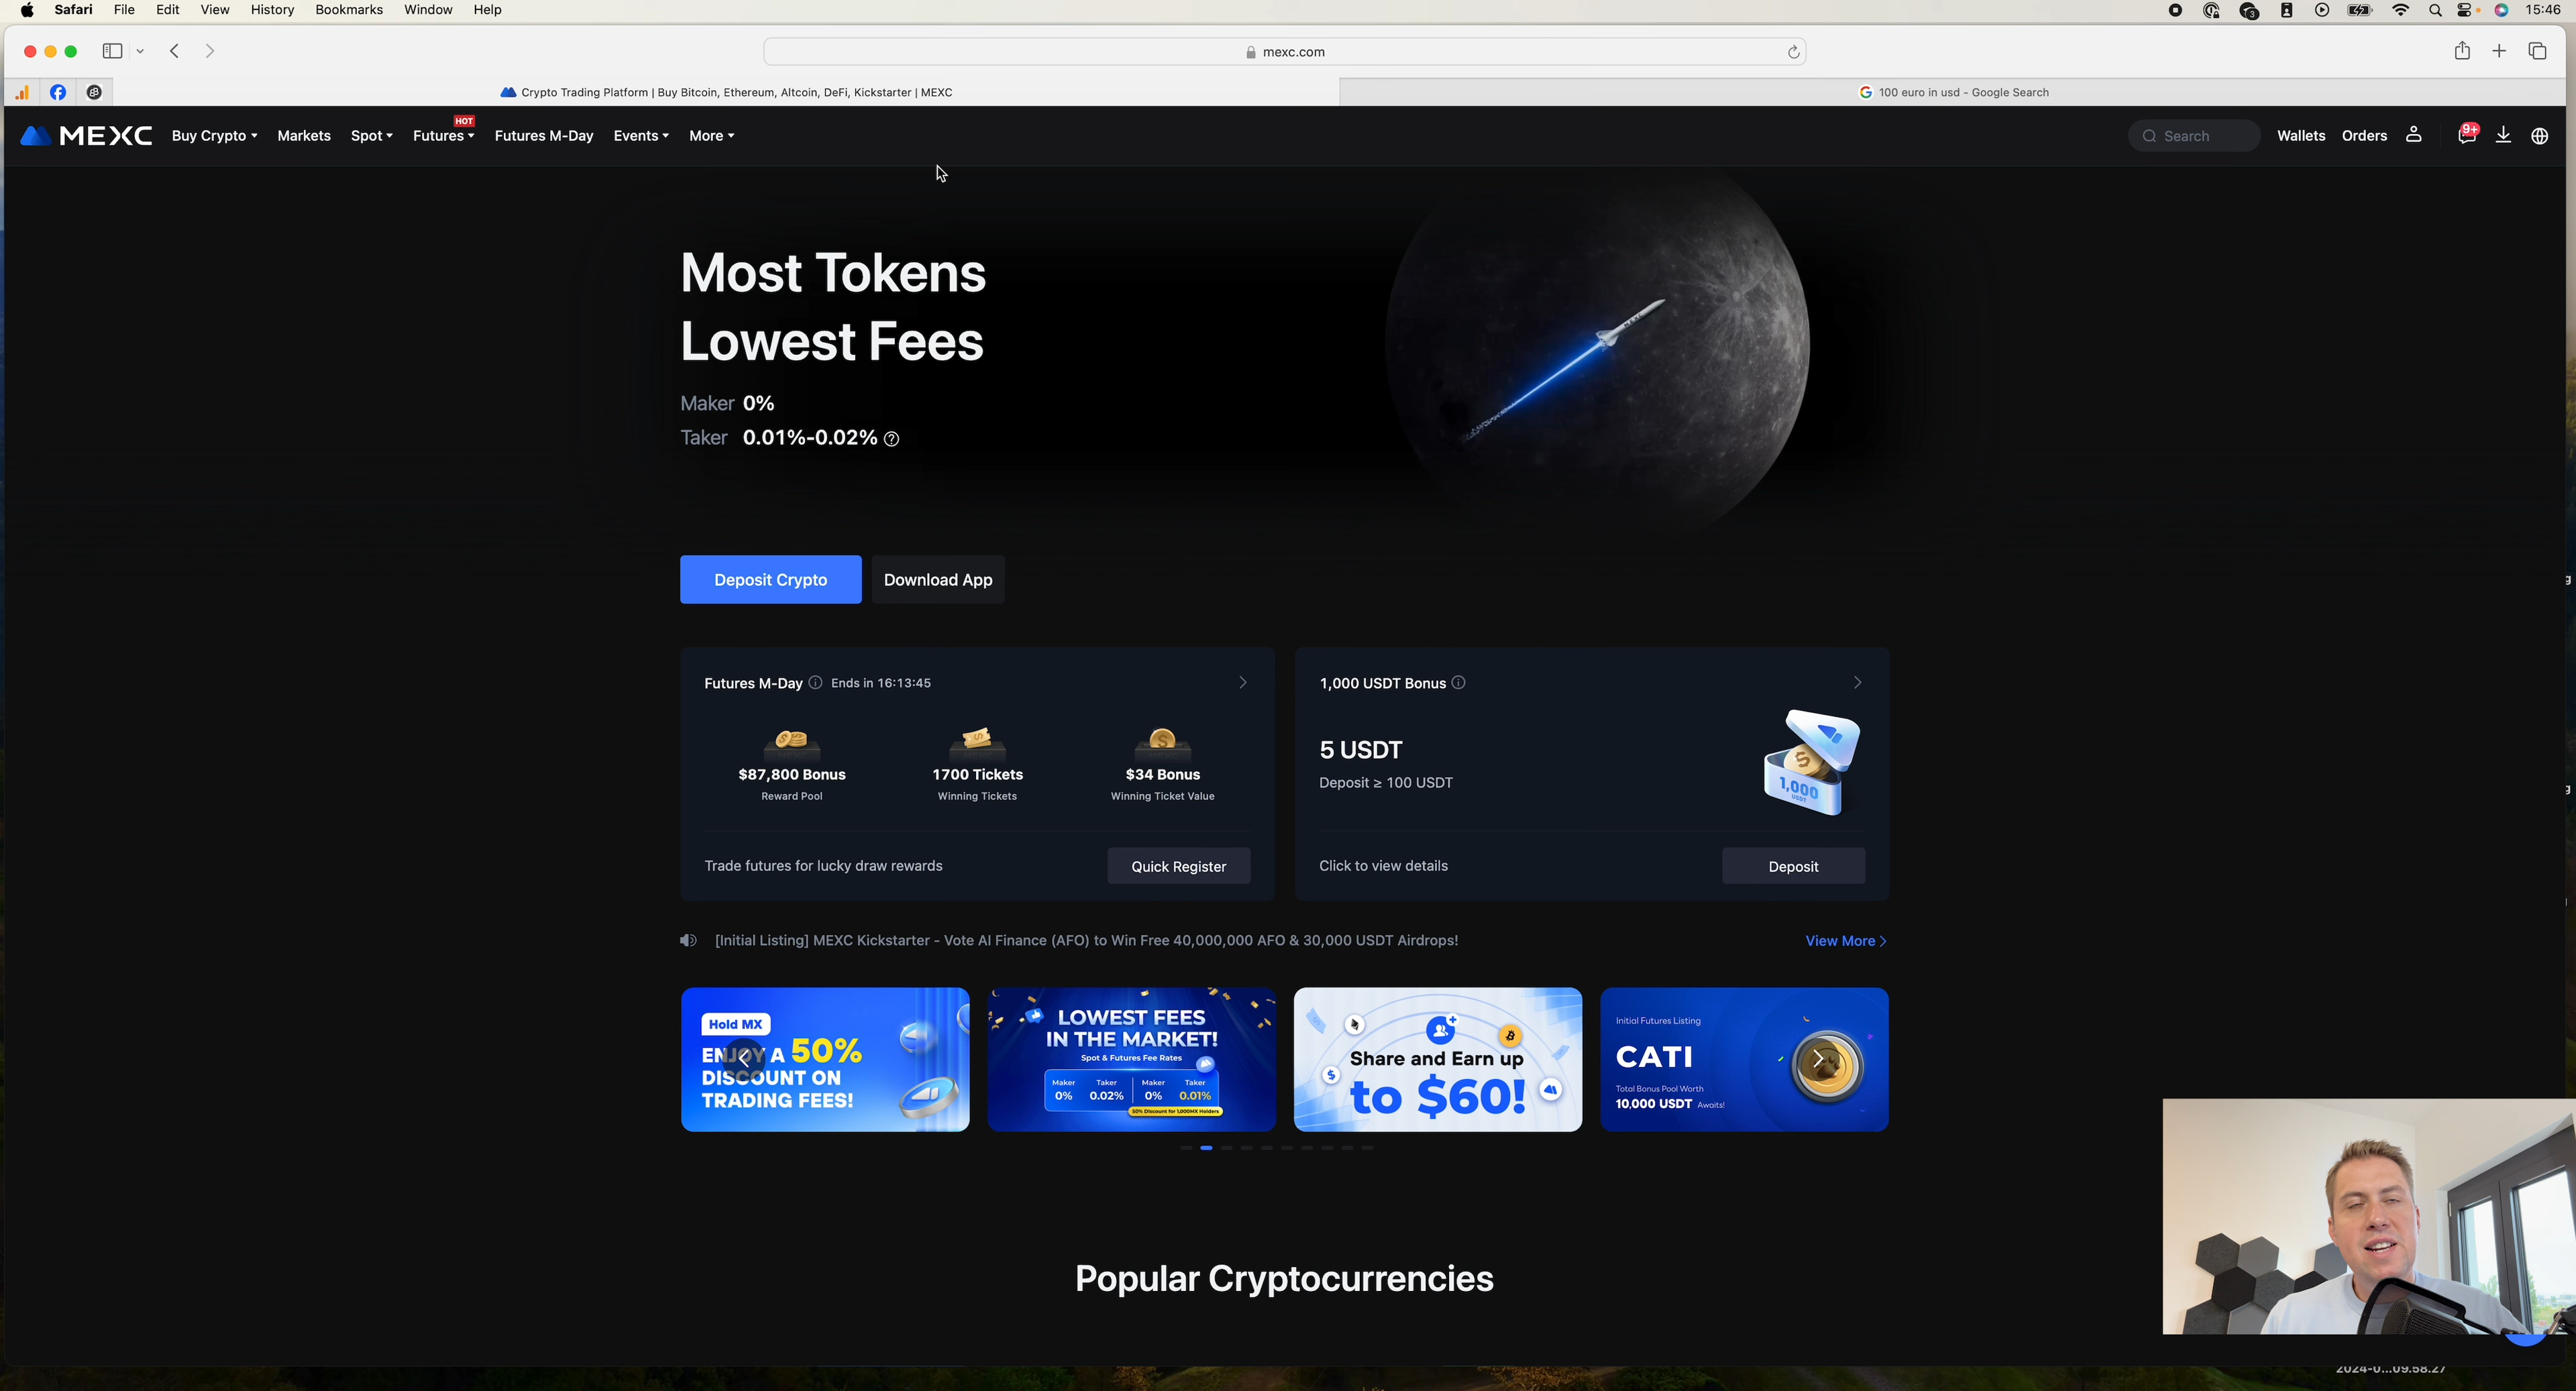 Safari File Edit View History Bookmarks Window Help
3
15:46
mexc.com
Crypto Trading Platform | Buy Bitcoin, Ethereum, Altcoin, DeFi, Kickstarter | MEXC
100 euro in usd - Google Search
MEXC Buy Crypto Markets Spot Futures HOT Futures M-Day Events More
Search Wallets Orders 9+
Most Tokens
Lowest Fees
Maker 0%
Taker 0.01%-0.02%
Deposit Crypto Download App
Futures M-Day Ends in 16:13:45
$87,800 Bonus
Reward Pool
1700 Tickets
Winning Tickets
$34 Bonus
Winning Ticket Value
Trade futures for lucky draw rewards
Quick Register
1,000 USDT Bonus
5 USDT
Deposit ≥ 100 USDT
1,000
USDT
Click to view details
Deposit
[Initial Listing] MEXC Kickstarter - Vote AI Finance (AFO) to Win Free 40,000,000 AFO & 30,000 USDT Airdrops!
View More
Hold MX
ENJOY A 50%
DISCOUNT ON
TRADING FEES!
LOWEST FEES
IN THE MARKET!
Spot & Futures Fee Rates
Maker Taker Maker Taker
0% 0.02% 0% 0.01%
50% Discount for 1,000MX Holders
Share and Earn up
to $60!
Initial Futures Listing
CATI
Total Bonus Pool Worth
10,000 USDT Awaits!
Popular Cryptocurrencies
2024-0...09.58.27